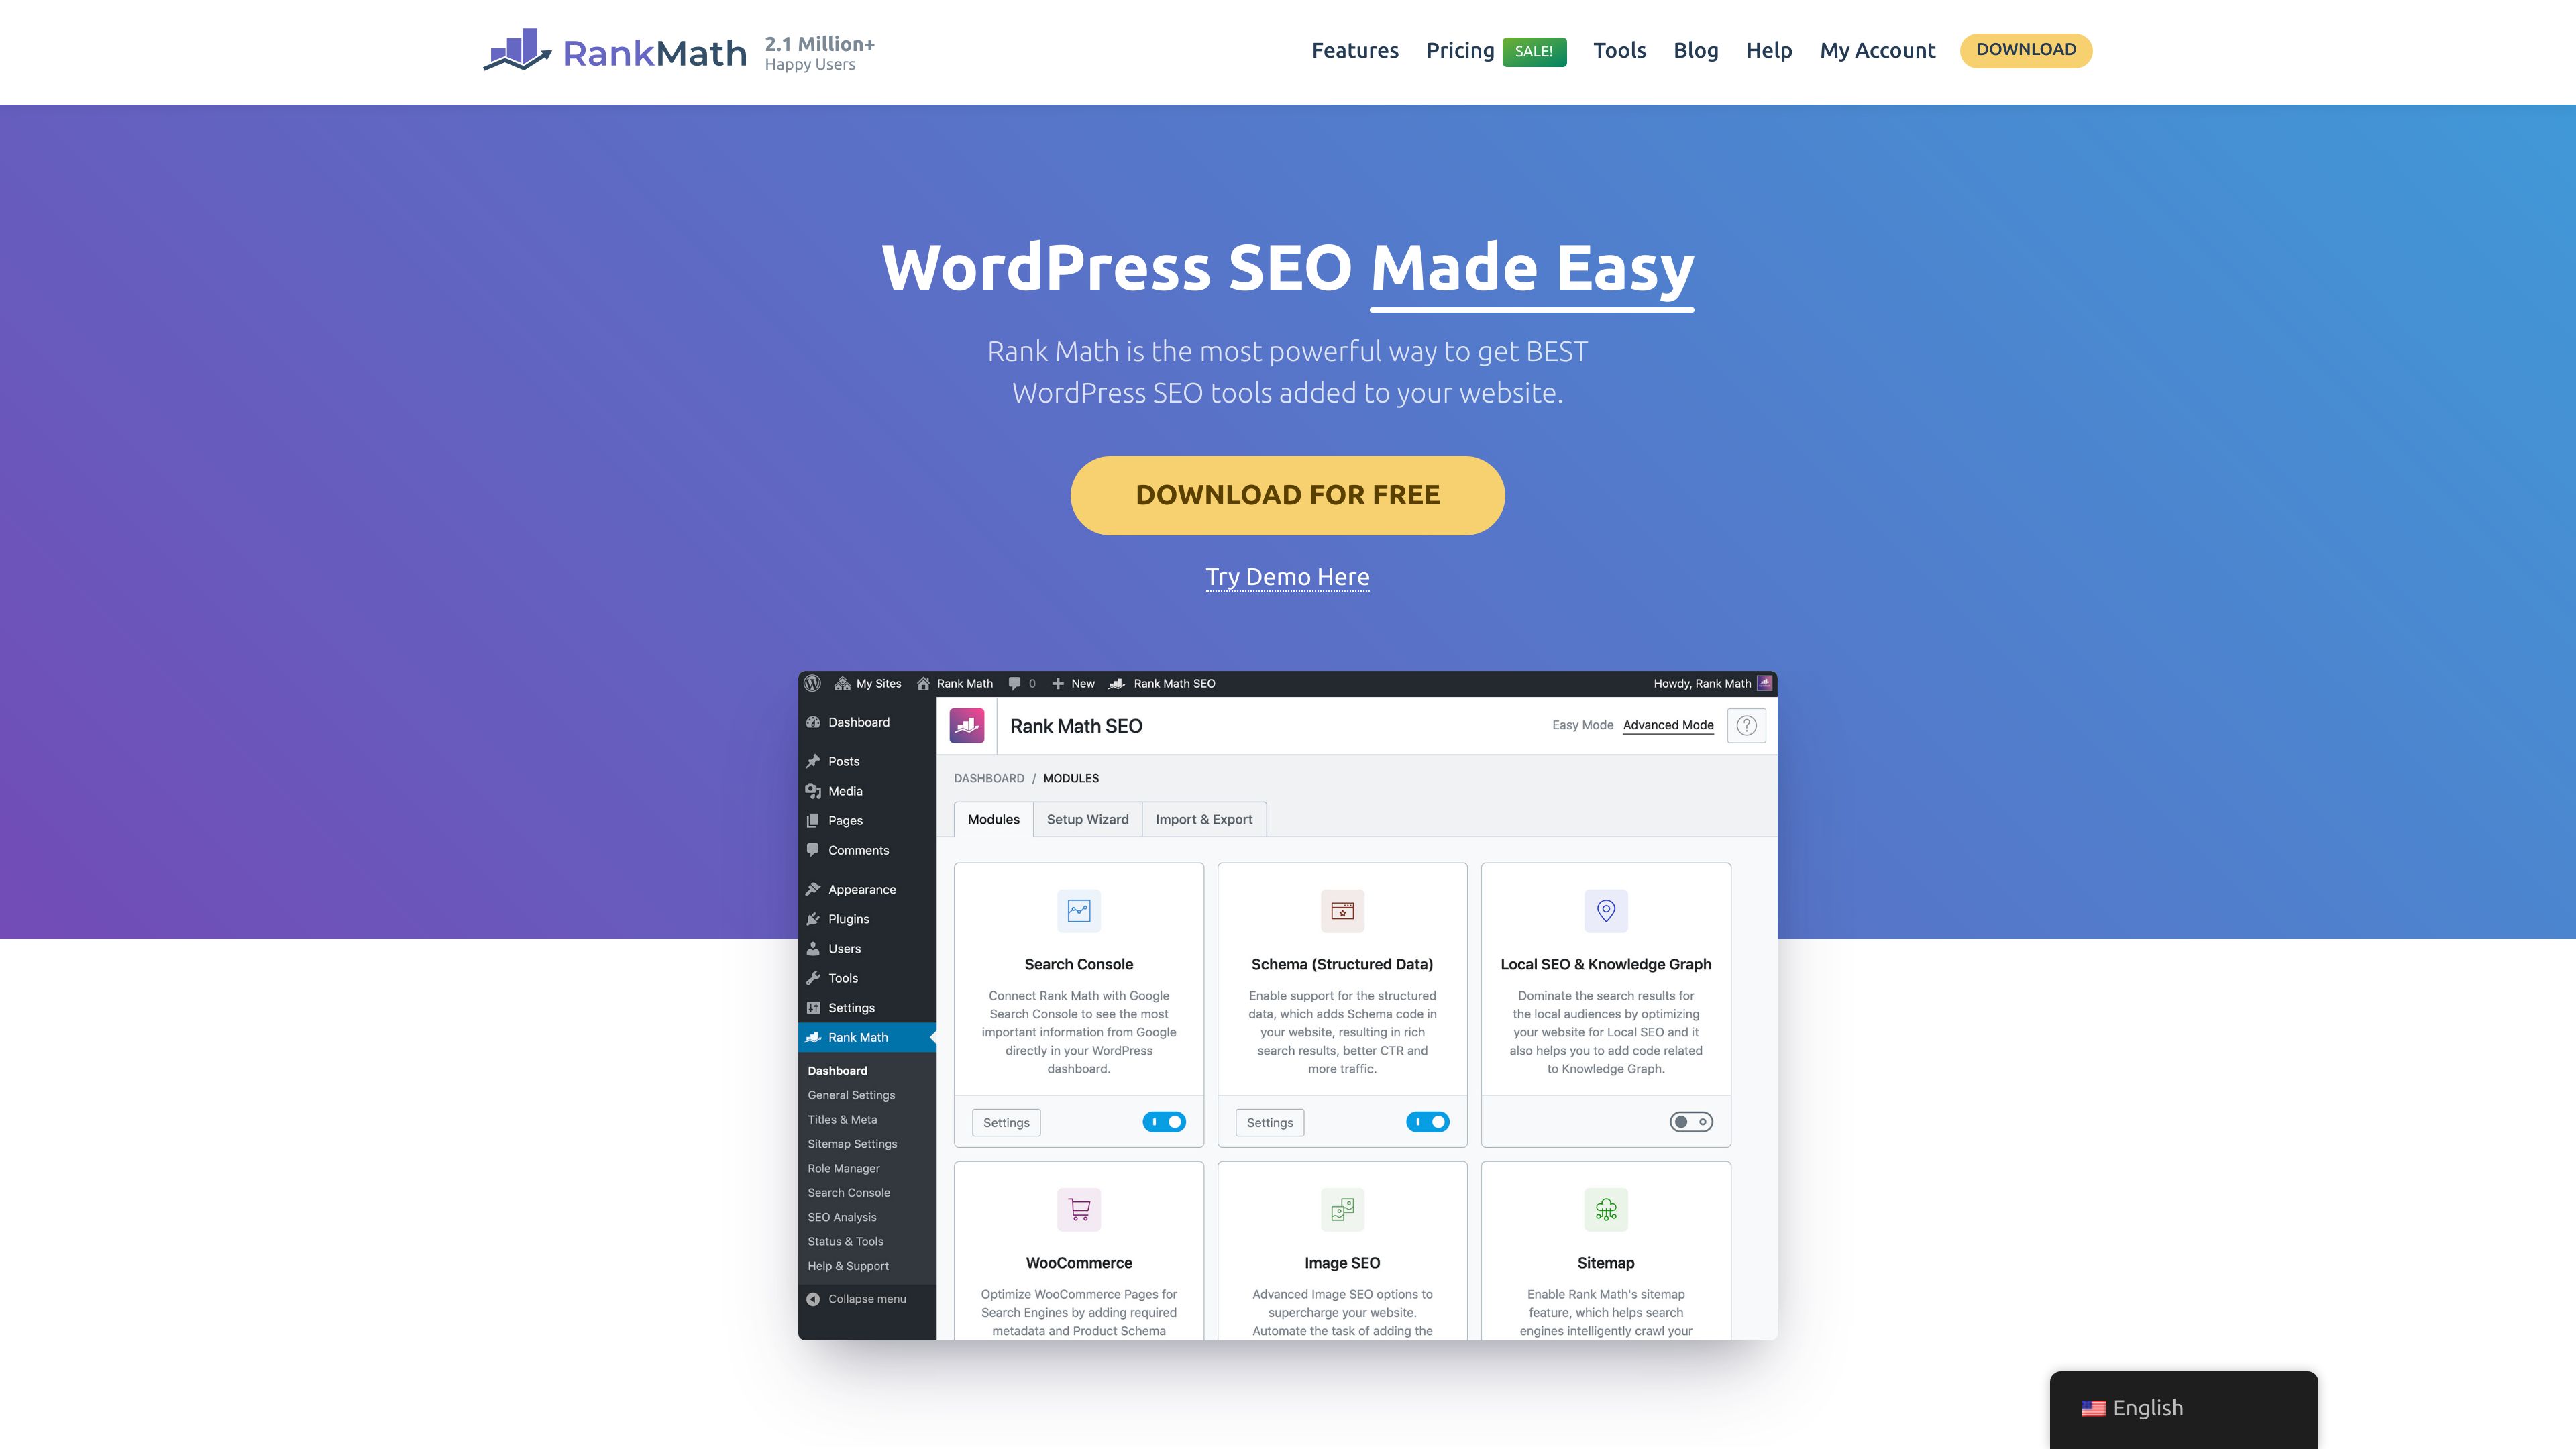 RankMath
2.1 Million+
Happy Users
Features
Pricing
SALE!
Tools
Blog
Help
My Account
DOWNLOAD
WordPress SEO Made Easy
Rank Math is the most powerful way to get BEST
WordPress SEO tools added to your website.
DOWNLOAD FOR FREE
Try Demo Here
My Sites
Rank Math
0
New
Rank Math SEO
Howdy, Rank Math
Dashboard
Posts
Media
Pages
Comments
Appearance
Plugins
Users
Tools
Settings
Rank Math
Dashboard
General Settings
Titles & Meta
Sitemap Settings
Role Manager
Search Console
SEO Analysis
Status & Tools
Help & Support
Collapse menu
Rank Math SEO
Easy Mode
Advanced Mode
?
DASHBOARD / MODULES
Modules
Setup Wizard
Import & Export
Search Console
Connect Rank Math with Google
Search Console to see the most
important information from Google
directly in your WordPress
dashboard.
Settings
Schema (Structured Data)
Enable support for the structured
data, which adds Schema code in
your website, resulting in rich
search results, better CTR and
more traffic.
Settings
Local SEO & Knowledge Graph
Dominate the search results for
the local audiences by optimizing
your website for Local SEO and it
also helps you to add code related
to Knowledge Graph.
WooCommerce
Optimize WooCommerce Pages for
Search Engines by adding required
metadata and Product Schema
Image SEO
Advanced Image SEO options to
supercharge your website.
Automate the task of adding the
Sitemap
Enable Rank Math's sitemap
feature, which helps search
engines intelligently crawl your
English